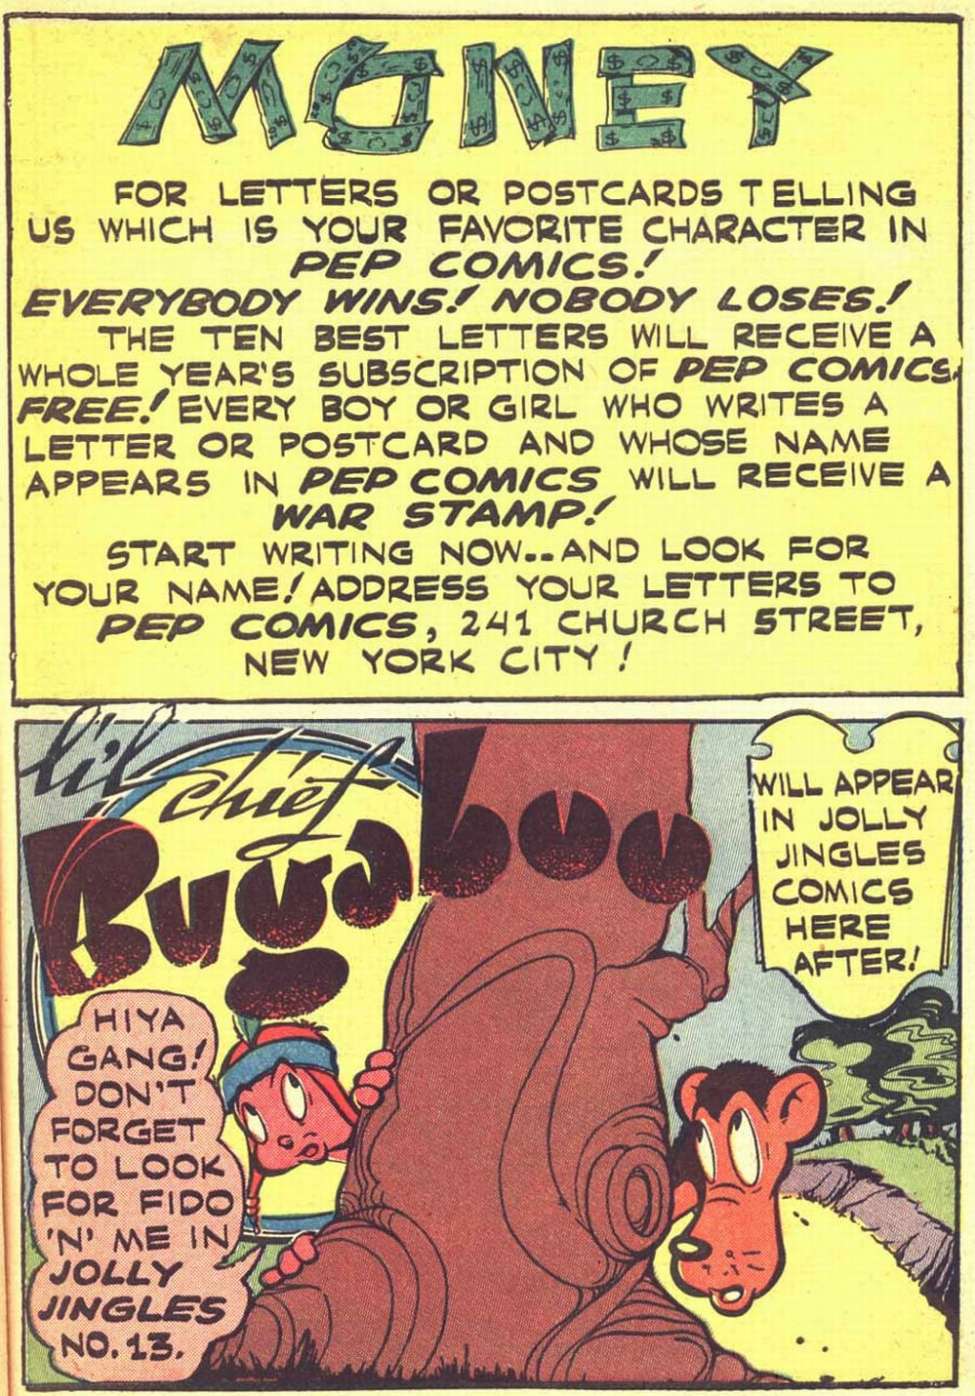 MONEY
FOR LETTERS OR POSTCARDS TELLING
US WHICH IS YOUR FAVORITE CHARACTER IN
PEP COMICS!
EVERYBODY WINS! NOBODY LOSES!
THE TEN BEST LETTERS WILL RECEIVE A
WHOLE YEAR'S SUBSCRIPTION OF PEP COMICS,
FREE! EVERY BOY OR GIRL WHO WRITES A
LETTER OR POSTCARD AND WHOSE NAME
APPEARS IN PEP COMICS WILL RECEIVE A
WAR STAMP!
START WRITING NOW..AND LOOK FOR
YOUR NAME! ADDRESS YOUR LETTERS TO
PEP COMICS, 241 CHURCH STREET,
NEW YORK CITY!
li'l chief
Bugaboo
WILL APPEAR
IN JOLLY
JINGLES
COMICS
HERE
AFTER!
HIYA
GANG!
DON'T
FORGET
TO LOOK
FOR FIDO
'N' ME IN
JOLLY
JINGLES
NO. 13.